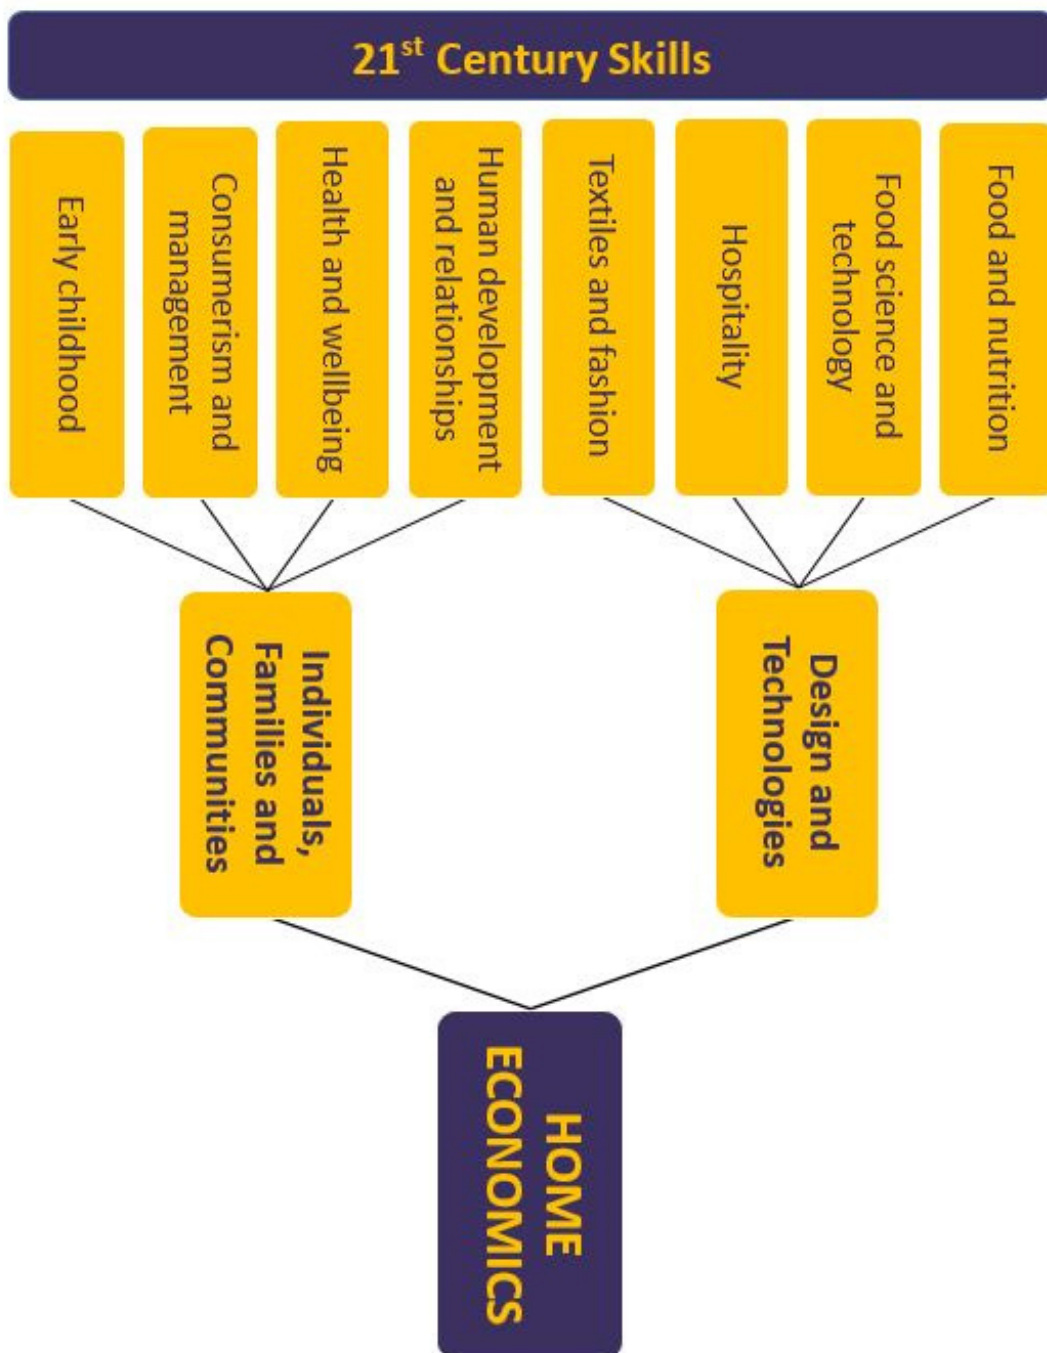 21st Century Skills
Early childhood
Consumerism and
management
Health and wellbeing
Human development
and relationships
Textiles and fashion
Hospitality
Food science and
technology
Food and nutrition
Individuals,
Families and
Communities
Design and
Technologies
HOME
ECONOMICS